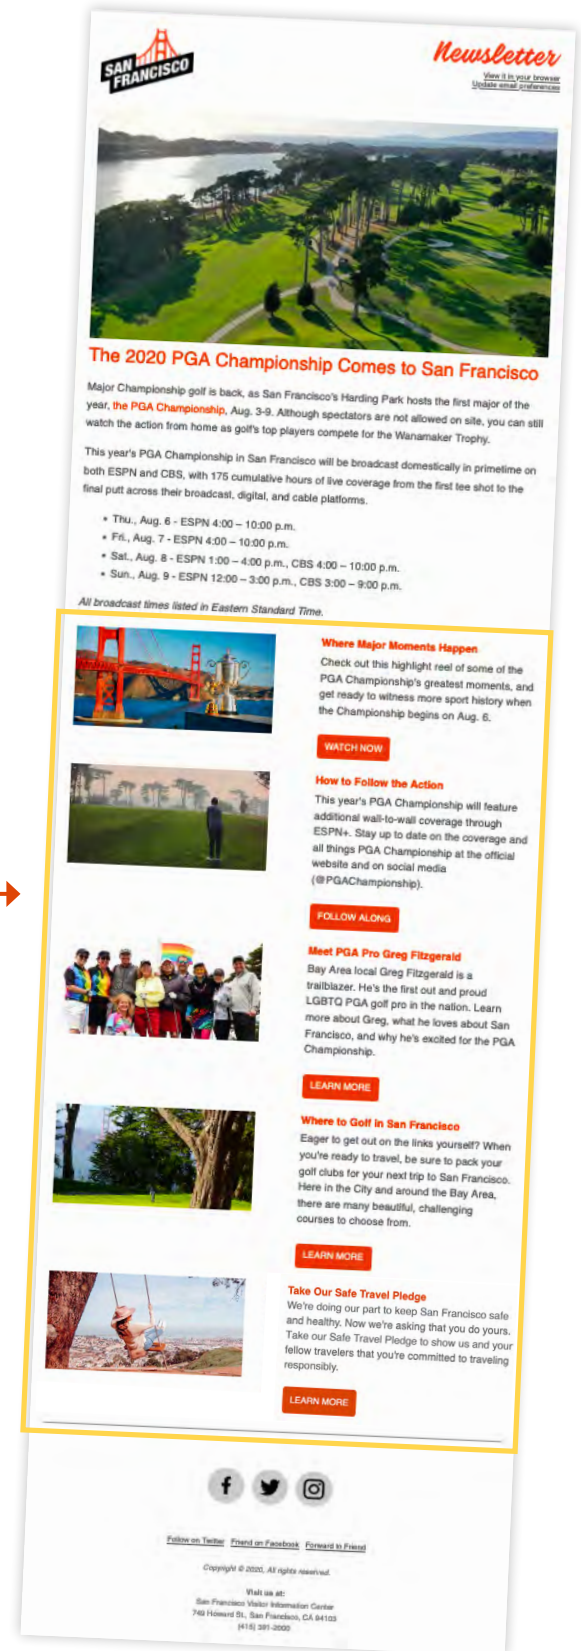 SAN
FRANCISCO
Newsletter
View it in your browser
Update email preferences
The 2020 PGA Championship Comes to San Francisco
Major Championship golf is back, as San Francisco's Harding Park hosts the first major of the
year, the PGA Championship, Aug. 3-9. Although spectators are not allowed on site, you can still
watch the action from home as golf's top players compete for the Wanamaker Trophy.
This year's PGA Championship in San Francisco will be broadcast domestically in primetime on
both ESPN and CBS, with 175 cumulative hours of live coverage from the first tee shot to the
final putt across their broadcast, digital, and cable platforms.
• Thu., Aug. 6 - ESPN 4:00 – 10:00 p.m.
• Fri., Aug. 7 - ESPN 4:00 – 10:00 p.m.
• Sat., Aug. 8 - ESPN 1:00 – 4:00 p.m., CBS 4:00 – 10:00 p.m.
• Sun., Aug. 9 - ESPN 12:00 – 3:00 p.m., CBS 3:00 – 9:00 p.m.
All broadcast times listed in Eastern Standard Time.
Where Major Moments Happen
Check out this highlight reel of some of the
PGA Championship's greatest moments, and
get ready to witness more sport history when
the Championship begins on Aug. 6.
WATCH NOW
How to Follow the Action
This year's PGA Championship will feature
additional wall-to-wall coverage through
ESPN+. Stay up to date on the coverage and
all things PGA Championship at the official
website and on social media
(@PGAChampionship).
FOLLOW ALONG
Meet PGA Pro Greg Fitzgerald
Bay Area local Greg Fitzgerald is a
trailblazer. He's the first out and proud
LGBTQ PGA golf pro in the nation. Learn
more about Greg, what he loves about San
Francisco, and why he's excited for the PGA
Championship.
LEARN MORE
Where to Golf in San Francisco
Eager to get out on the links yourself? When
you're ready to travel, be sure to pack your
golf clubs for your next trip to San Francisco.
Here in the City and around the Bay Area,
there are many beautiful, challenging
courses to choose from.
LEARN MORE
Take Our Safe Travel Pledge
We're doing our part to keep San Francisco safe
and healthy. Now we're asking that you do yours.
Take our Safe Travel Pledge to show us and your
fellow travelers that you're committed to traveling
responsibly.
LEARN MORE
Follow on Twitter Friend on Facebook Forward to Friend
Copyright © 2020, All rights reserved.
Visit us at:
San Francisco Visitor Information Center
749 Howard St., San Francisco, CA 94103
(415) 391-2000